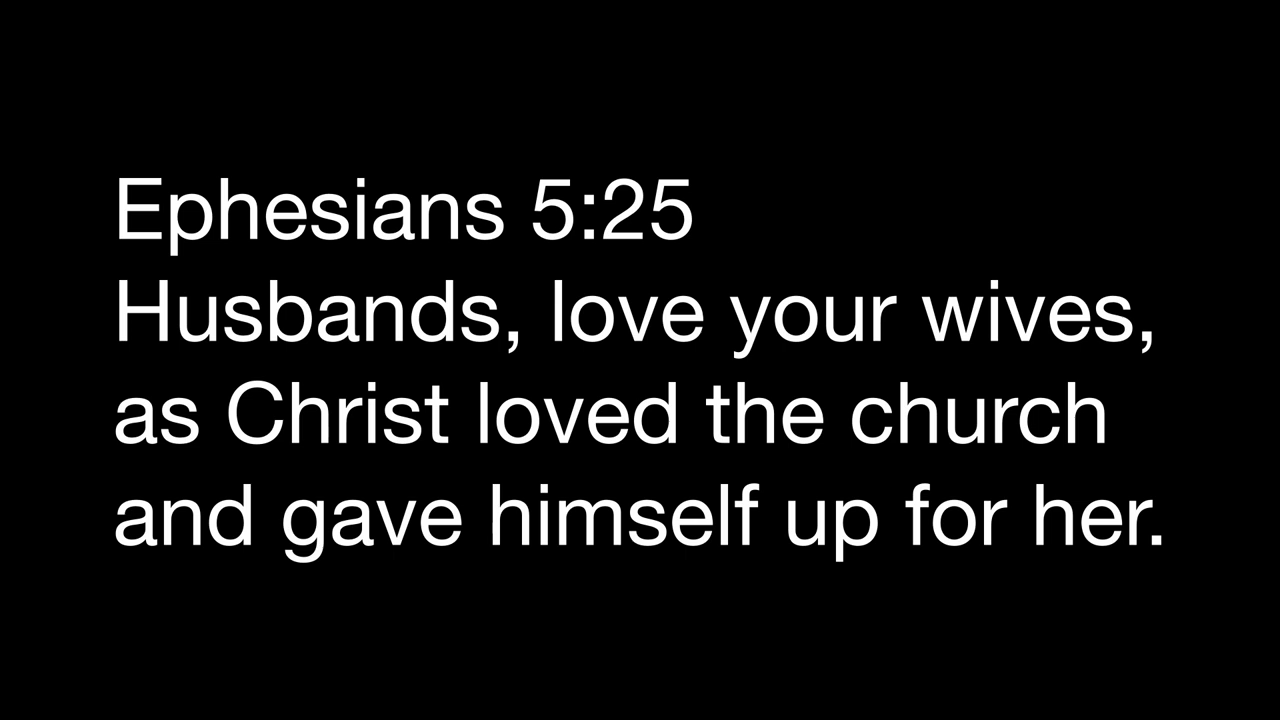 Ephesians 5:25
Husbands, love your wives,
as Christ loved the church
and gave himself up for her.